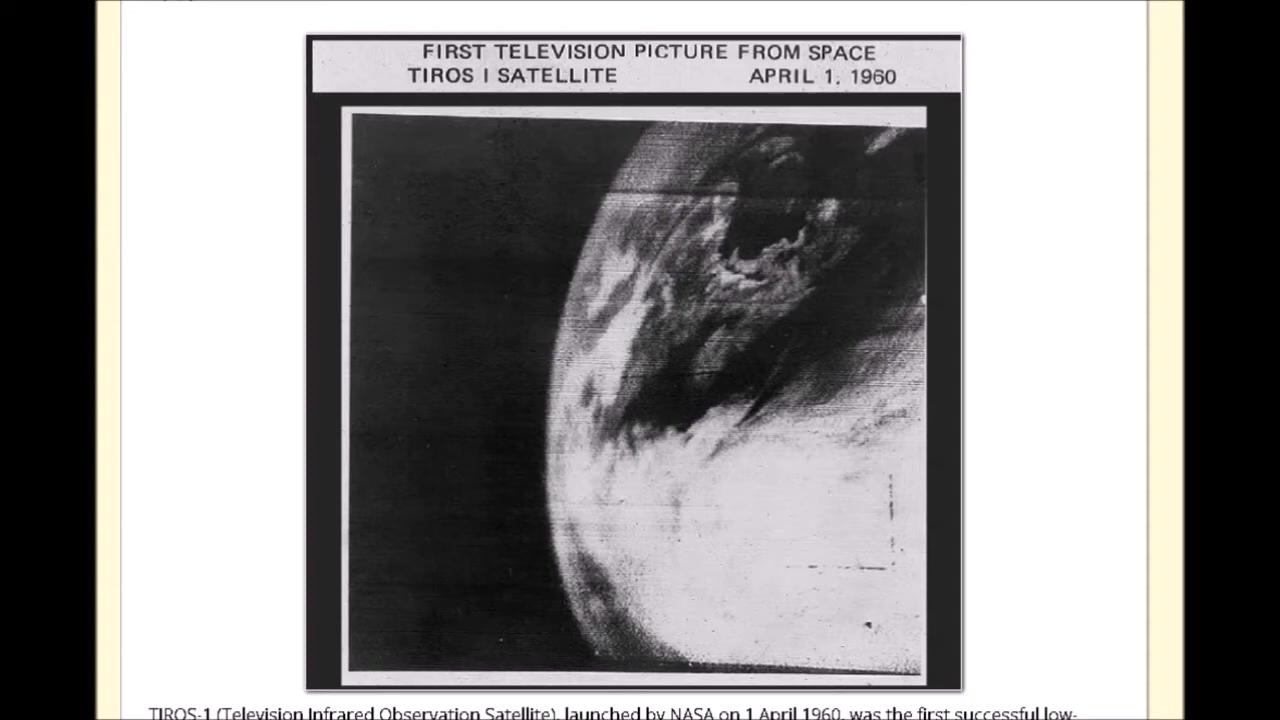 FIRST TELEVISION PICTURE FROM SPACE
TIROS I SATELLITE APRIL 1, 1960
TIROS-1 (Television Infrared Observation Satellite), launched by NASA on 1 April 1960, was the first successful low-